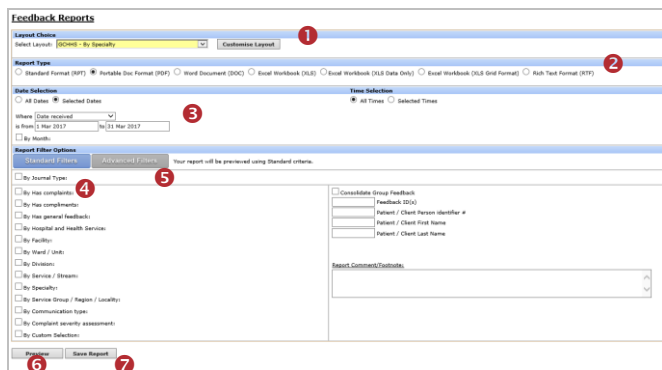 Feedback Reports
Layout Choice
Select Layout: GCHHS - By Specialty Customise Layout 1
Report Type 2
Standard Format (RPT) Portable Doc Format (PDF) Word Document (DOC) Excel Workbook (XLS) Excel Workbook (XLS Data Only) Excel Workbook (XLS Grid Format) Rich Text Format (RTF)
Date Selection Time Selection
All Dates Selected Dates All Times Selected Times
Where Date received 3
is from 1 Mar 2017 to 31 Mar 2017
By Month:
Report Filter Options
Standard Filters Advanced Filters Your report will be previewed using Standard criteria.
By Journal Type: 5
By Has complaints: 4 Consolidate Group Feedback
By Has compliments: Feedback ID(s)
By Has general feedback: Patient / Client Person Identifier #
By Hospital and Health Service: Patient / Client First Name
By Facility: Patient / Client Last Name
By Ward / Unit:
By Division: Report Comment/Footnote:
By Service / Stream:
By Specialty:
By Service Group / Region / Locality:
By Communication type:
By Complaint severity assessment:
By Custom Selection:
Preview Save Report
6 7